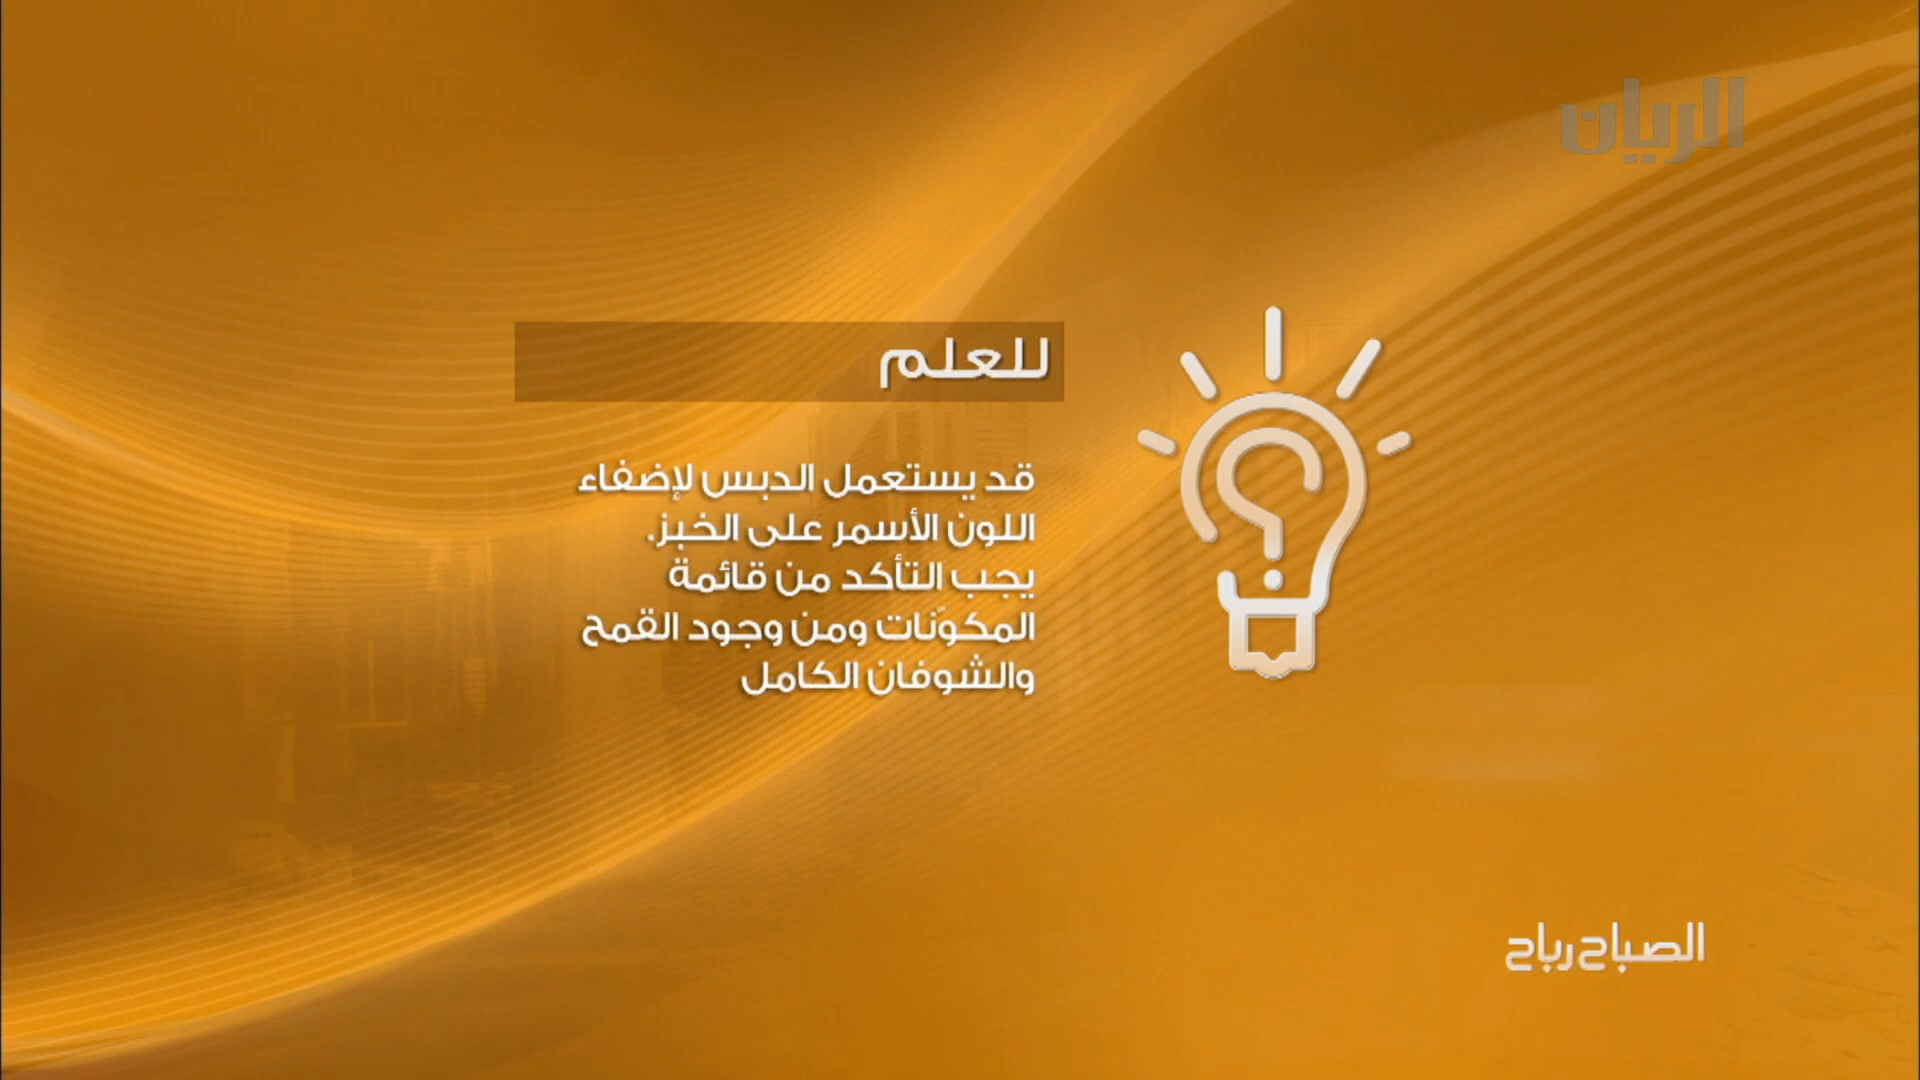 الريان
للعلم
قد يستعمل الدبس لإضفاء
اللون الأسمر على الخبز.
يجب التأكد من قائمة
المكوّنات ومن وجود القمح
والشوفان الكامل
الصباح رباح